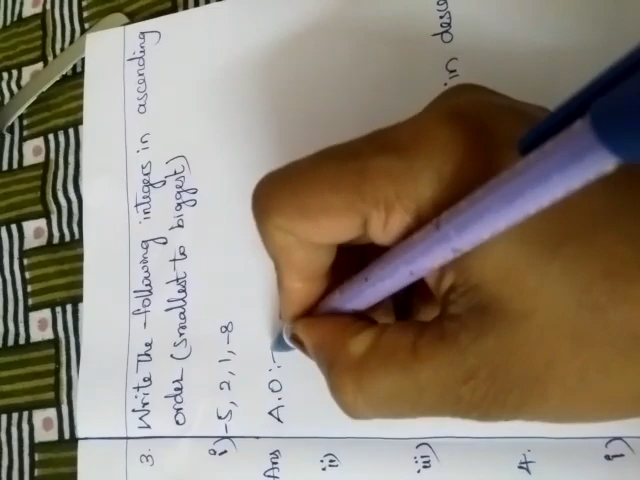 3. Write the following integers in ascending
order (smallest to biggest)
i) -5, 2, 1, -8
Ans A.O:-
ii)
iii)
4. in
i)